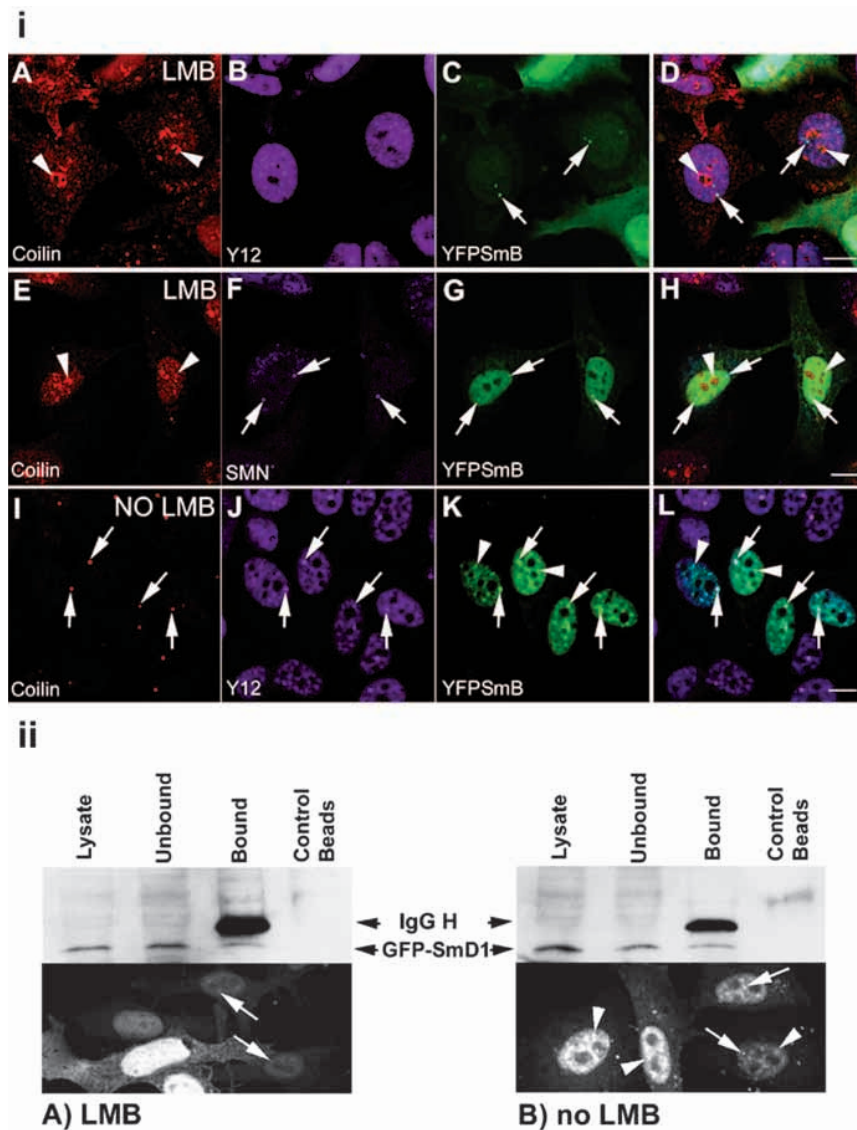 i
A LMB
Coilin
B
Y12
C
YFPSmB
D
E LMB
Coilin
F
SMN
G
YFPSmB
H
I NO LMB
Coilin
J
Y12
K
YFPSmB
L
ii
Lysate
Unbound
Bound
Control
Beads
Lysate
Unbound
Bound
Control
Beads
IgG H
GFP-SmD1
A) LMB
B) no LMB